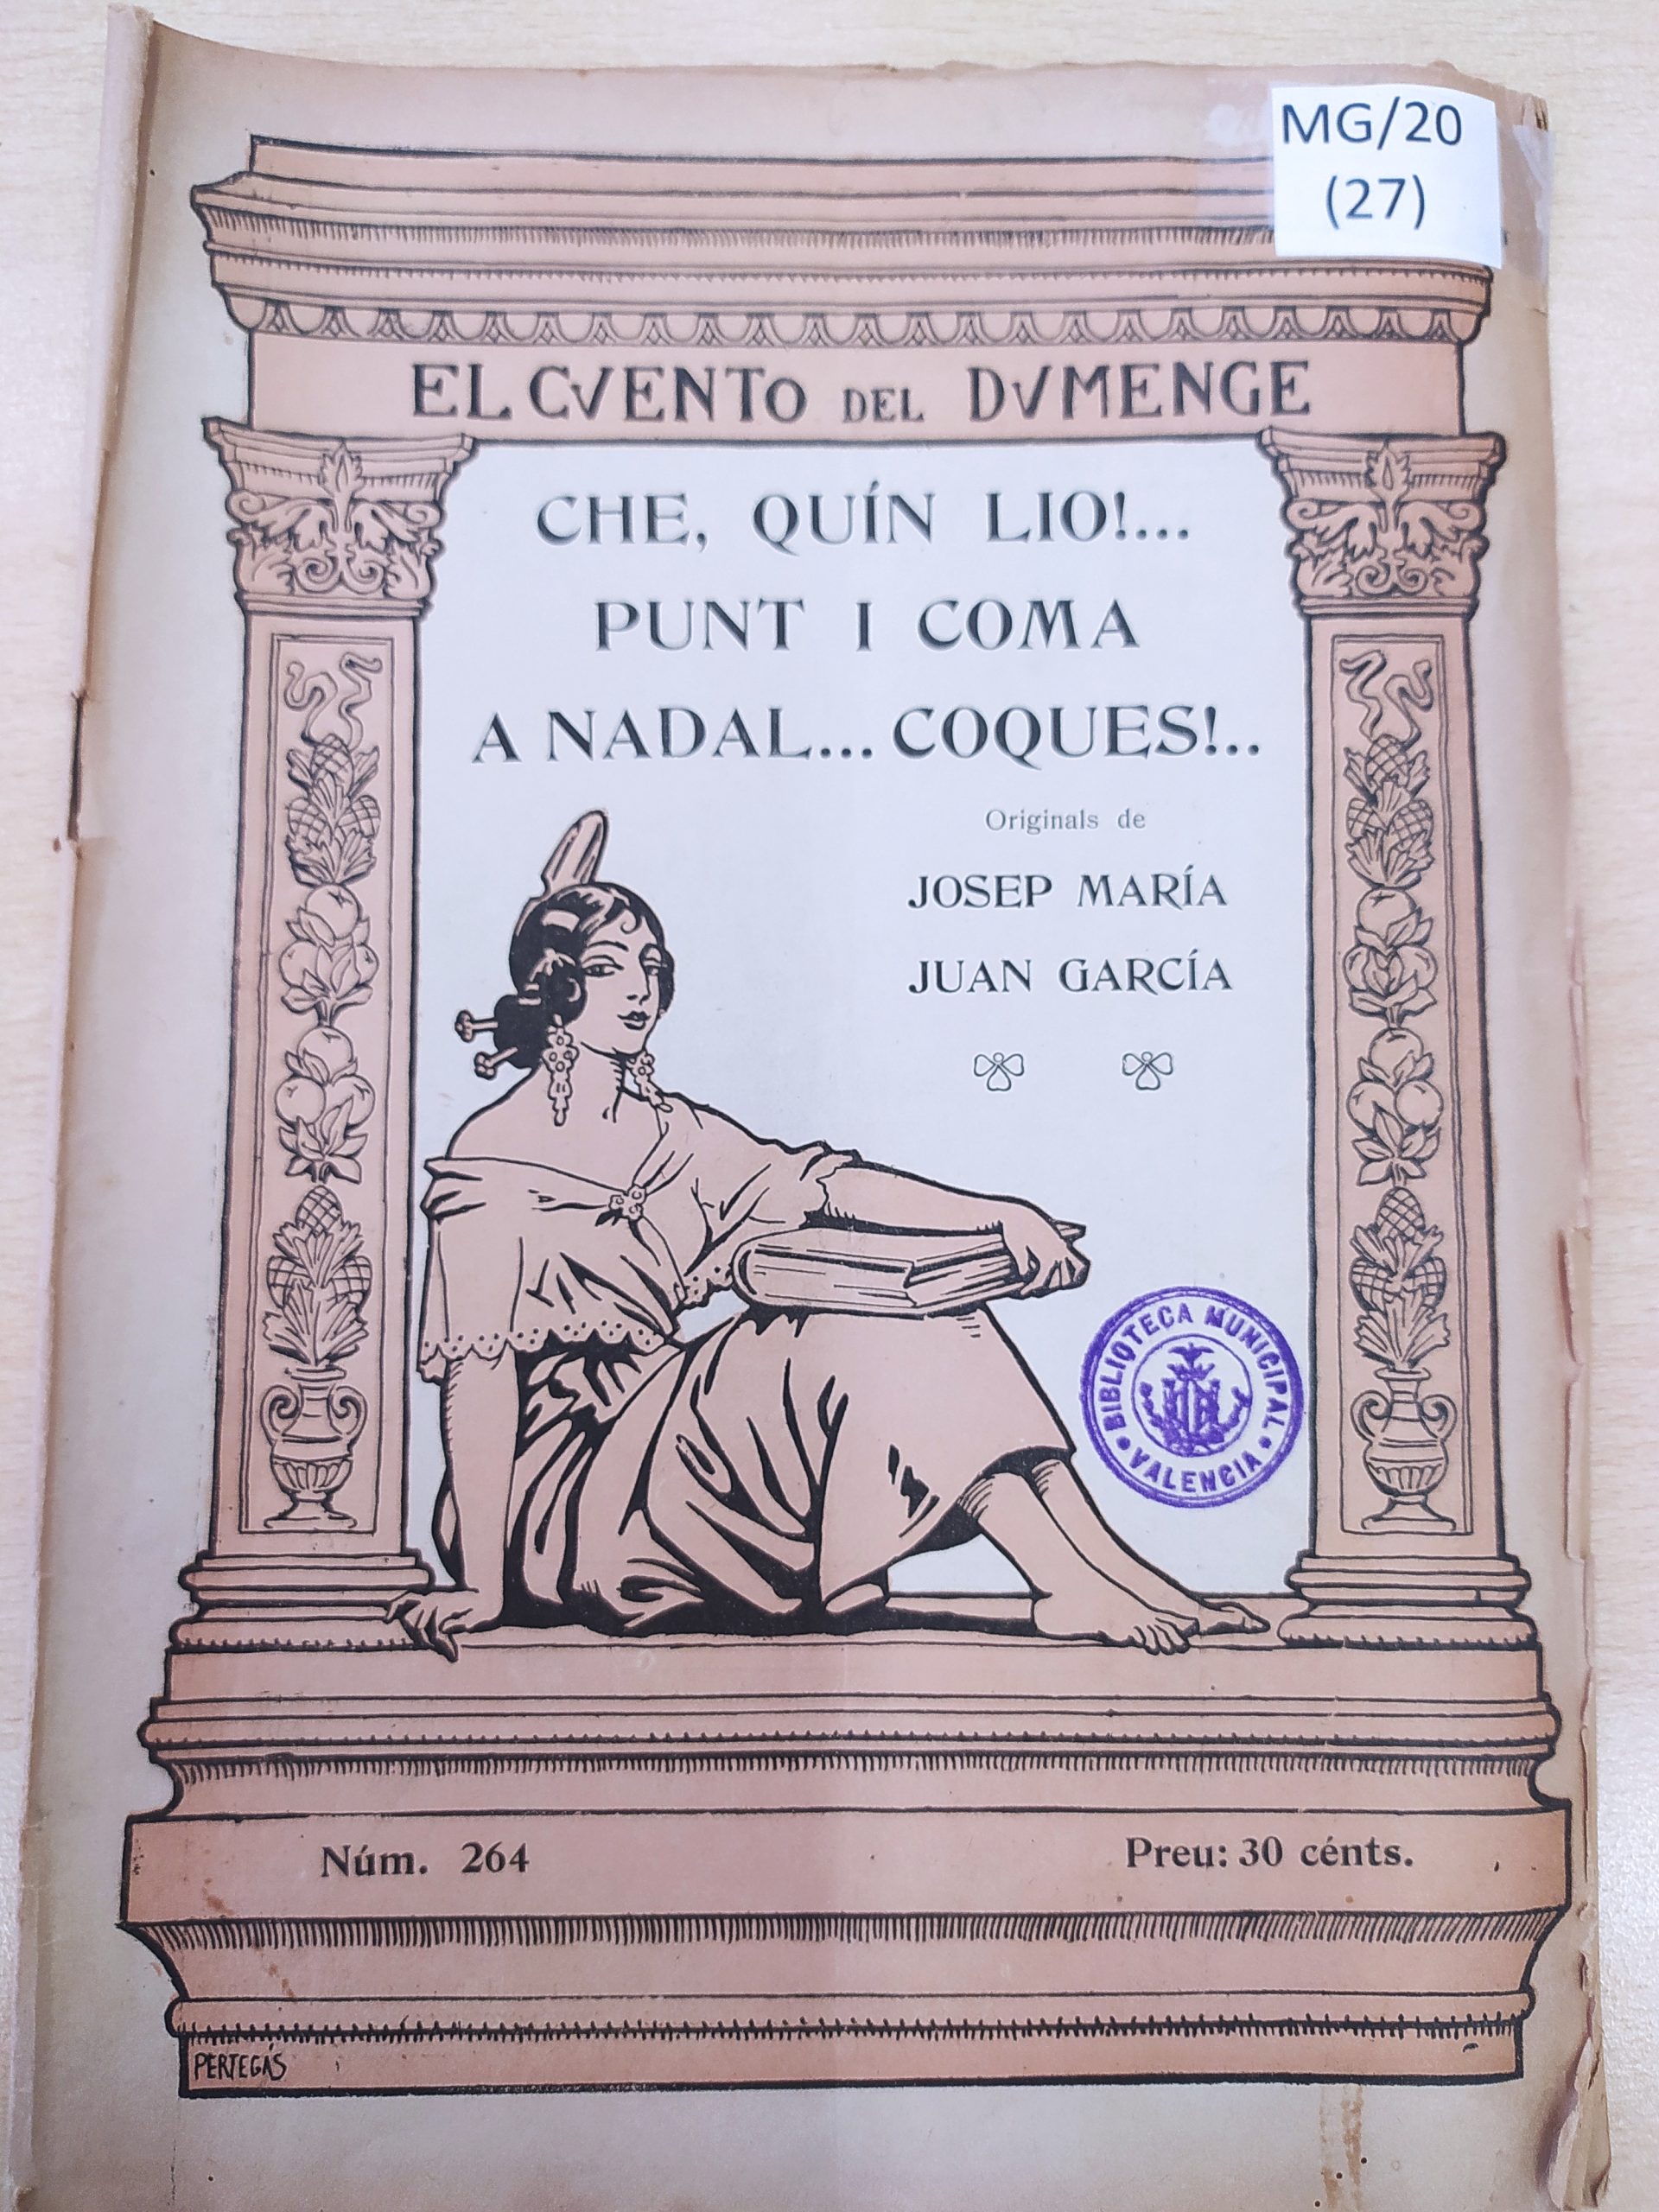 MG/20
(27)
EL CVENTO DEL DVMENGE
CHE, QUÍN LIO!...
PUNT I COMA
A NADAL... COQUES!..
Originals de
JOSEP MARÍA
JUAN GARCÍA
BIBLIOTECA MUNICIPAL
VALENCIA
Núm. 264
Preu: 30 cénts.
PERTEGÁS